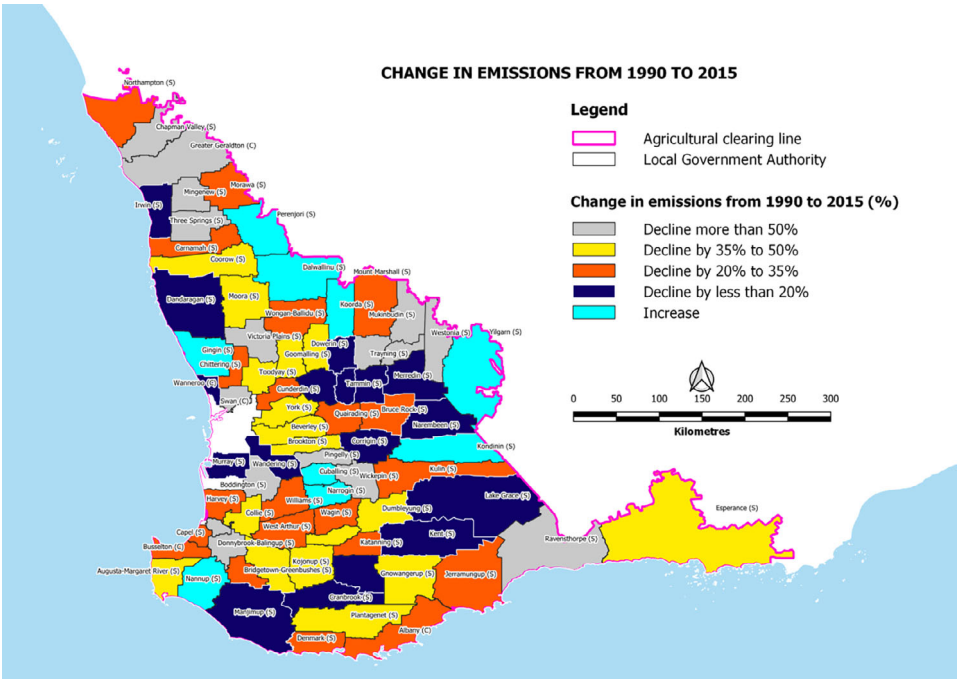 CHANGE IN EMISSIONS FROM 1990 TO 2015
Legend
Agricultural clearing line
Local Government Authority
Change in emissions from 1990 to 2015 (%)
Decline more than 50%
Decline by 35% to 50%
Decline by 20% to 35%
Decline by less than 20%
Increase
0 50 100 150 200 250 300
Kilometres
Northampton (S)
Chapman Valley (S)
Greater Geraldton (C)
Morawa (S)
Mingenew (S)
Irwin (S)
Perenjori (S)
Three Springs (S)
Carnamah (S)
Coorow (S)
Dalwallinu (S)
Mount Marshall (S)
Dandaragan (S)
Moora (S)
Koorda (S)
Wongan-Ballidu (S)
Mukinbudin (S)
Westonia (S)
Yilgarn (S)
Victoria Plains (S)
Dowerin (S)
Gingin (S)
Goomalling (S)
Trayning (S)
Chittering (S)
Toodyay (S)
Merredin (S)
Wanneroo (C)
Tammin (S)
Cunderdin (S)
Swan (C)
York (S)
Quairading (S)
Bruce Rock (S)
Beverley (S)
Narembeen (S)
Brookton (S)
Corrigin (S)
Kondinin (S)
Pingelly (S)
Murray (S)
Wandering (S)
Cuballing (S)
Wickepin (S)
Kulin (S)
Boddington (S)
Narrogin (S)
Harvey (S)
Williams (S)
Lake Grace (S)
Collie (S)
Wagin (S)
Dumbleyung (S)
Esperance (S)
West Arthur (S)
Capel (S)
Kent (S)
Ravensthorpe (S)
Busselton (C)
Donnybrook-Balingup (S)
Katanning (S)
Kojonup (S)
Augusta-Margaret River (S)
Bridgetown-Greenbushes (S)
Nannup (S)
Gnowangerup (S)
Jerramungup (S)
Cranbrook (S)
Manjimup (S)
Plantagenet (S)
Albany (C)
Denmark (S)